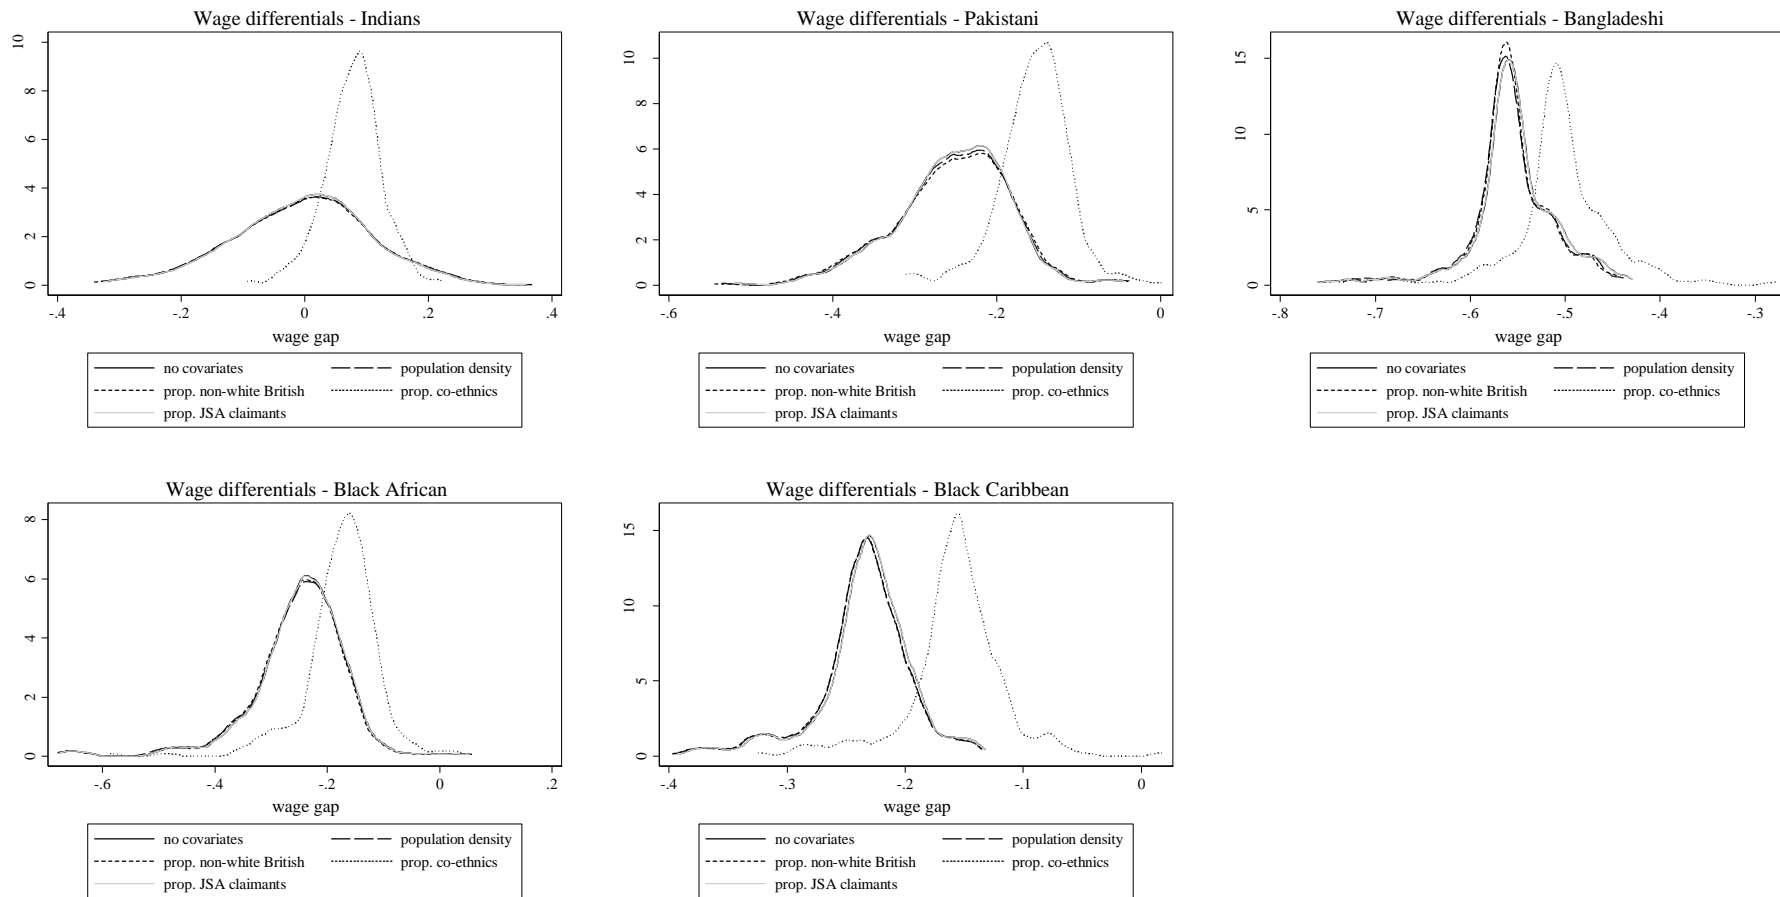 Wage differentials - Indians
10
8
6
4
2
0
-.4 -.2 0 .2 .4
wage gap
no covariates population density
prop. non-white British prop. co-ethnics
prop. JSA claimants
Wage differentials - Pakistani
10
8
6
4
2
0
-.6 -.4 -.2 0
wage gap
no covariates population density
prop. non-white British prop. co-ethnics
prop. JSA claimants
Wage differentials - Bangladeshi
15
10
5
0
-.8 -.7 -.6 -.5 -.4 -.3
wage gap
no covariates population density
prop. non-white British prop. co-ethnics
prop. JSA claimants
Wage differentials - Black African
8
6
4
2
0
-.6 -.4 -.2 0 .2
wage gap
no covariates population density
prop. non-white British prop. co-ethnics
prop. JSA claimants
Wage differentials - Black Caribbean
15
10
5
0
-.4 -.3 -.2 -.1 0
wage gap
no covariates population density
prop. non-white British prop. co-ethnics
prop. JSA claimants